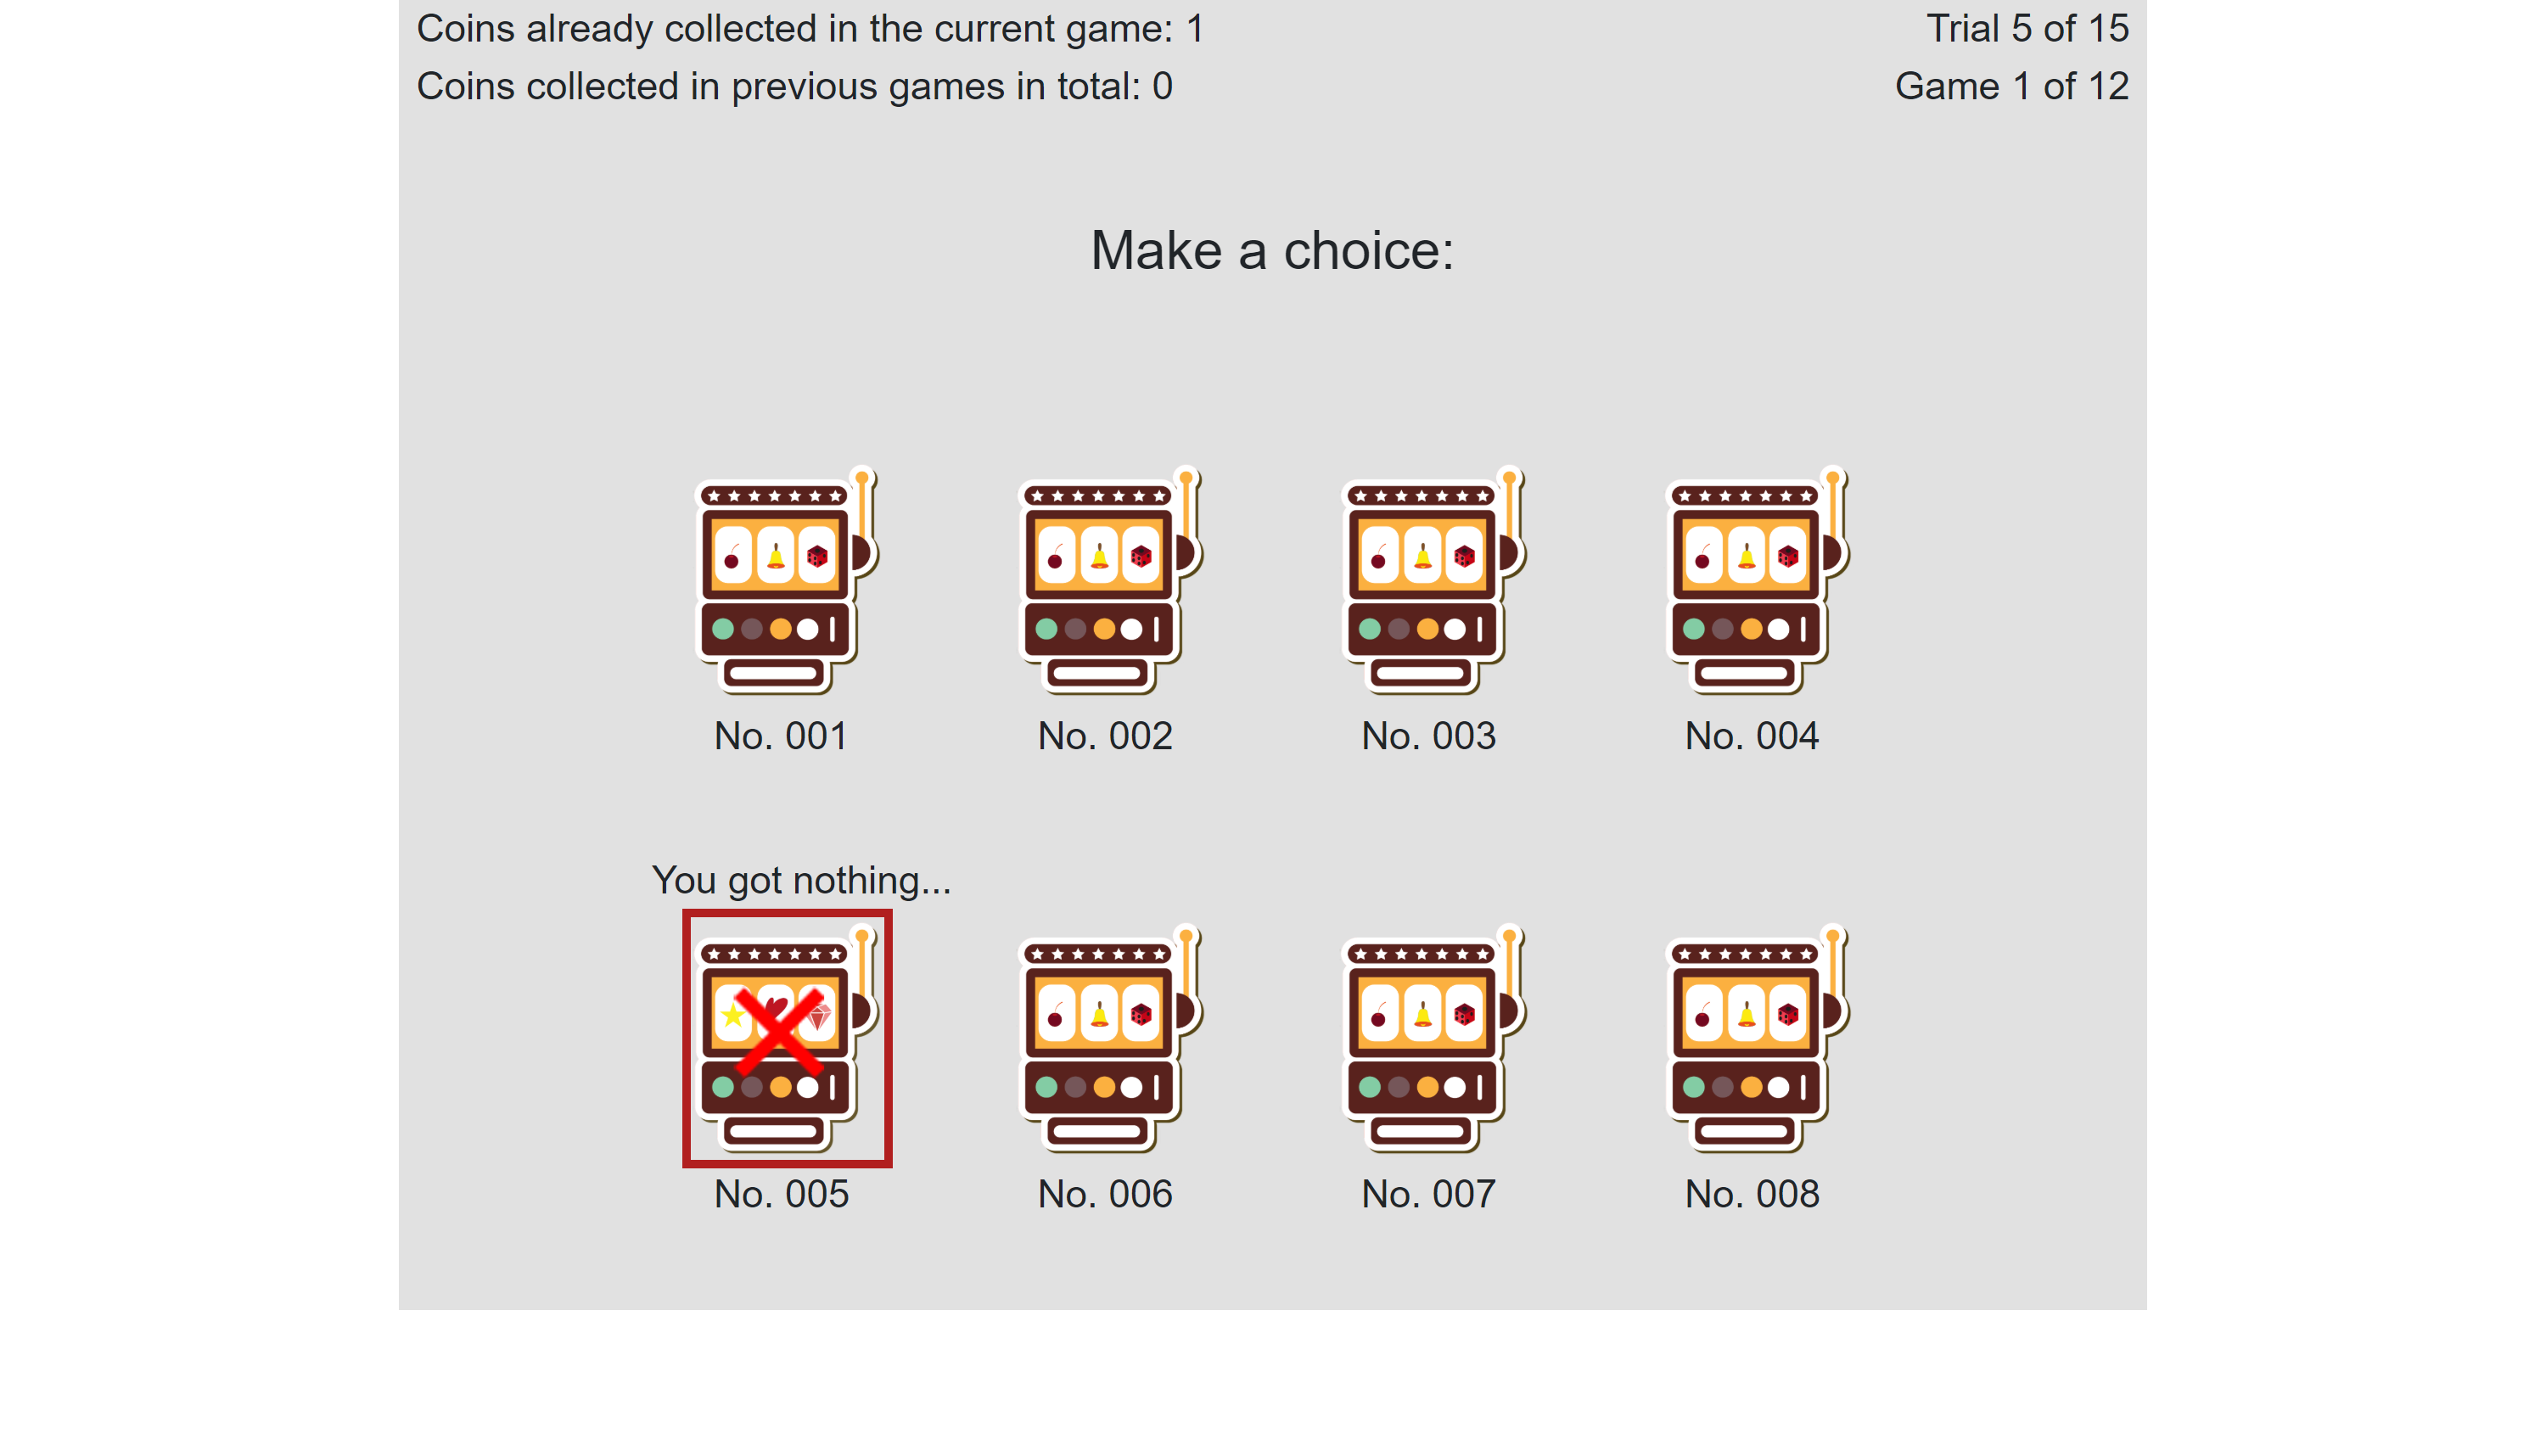 Coins already collected in the current game: 1
Trial 5 of 15
Coins collected in previous games in total: 0
Game 1 of 12
Make a choice:
No. 001
No. 002
No. 003
No. 004
You got nothing...
No. 005
No. 006
No. 007
No. 008